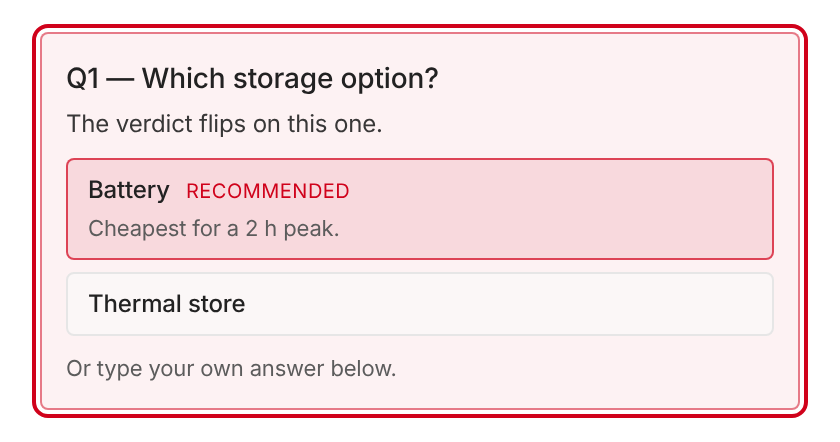 Q1 — Which storage option?
The verdict flips on this one.
Battery RECOMMENDED
Cheapest for a 2 h peak.
Thermal store
Or type your own answer below.